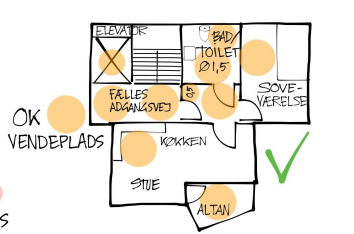 ELEVATOR
BAD/
TOILET
Ø1,5
FÆLLES
ADGANGSVEJ
SOVE-
VÆRELSE
OK
VENDEPLADS
KØKKEN
STUE
ALTAN
S